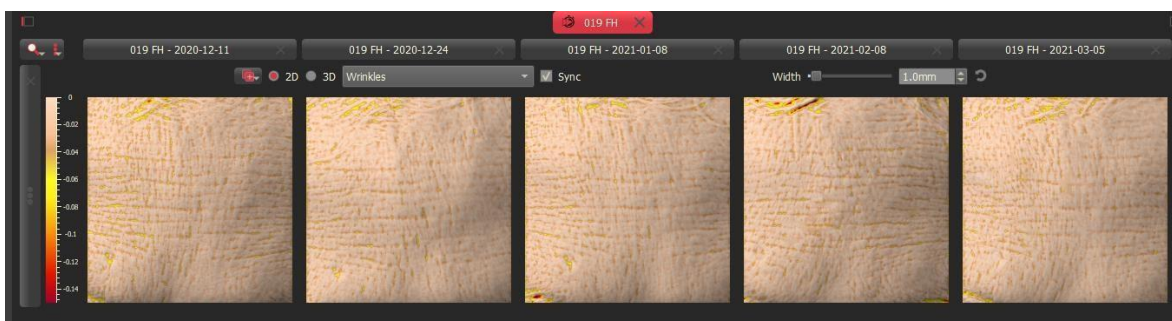 019 FH
019 FH - 2020-12-11
019 FH - 2020-12-24
019 FH - 2021-01-08
019 FH - 2021-02-08
019 FH - 2021-03-05
2D 3D Wrinkles Sync Width 1.0mm
0
-0.02
-0.04
-0.06
-0.08
-0.1
-0.12
-0.14